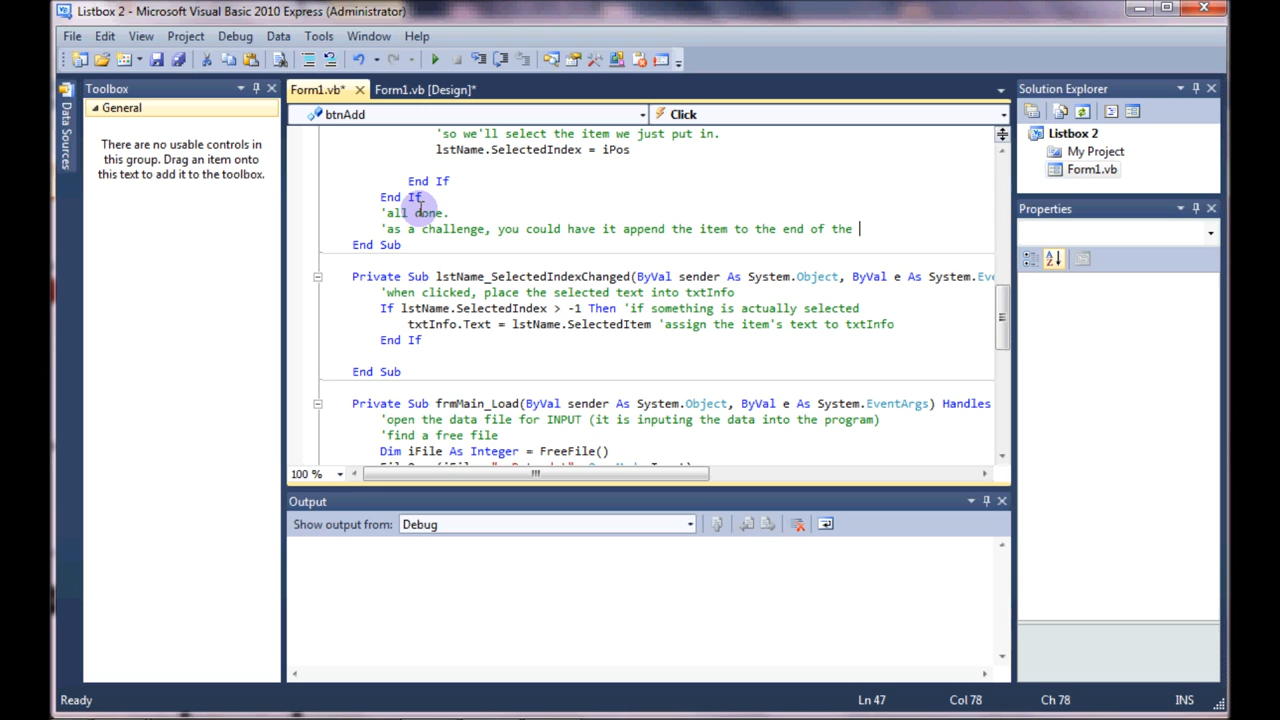 Listbox 2 - Microsoft Visual Basic 2010 Express (Administrator)
File Edit View Project Debug Data Tools Window Help
Toolbox
General
There are no usable controls in
this group. Drag an item onto
this text to add it to the toolbox.
Data Sources
Form1.vb* Form1.vb [Design]*
btnAdd Click
'so we'll select the item we just put in.
lstName.SelectedIndex = iPos
End If
End If
'all done.
'as a challenge, you could have it append the item to the end of the
End Sub
Private Sub lstName_SelectedIndexChanged(ByVal sender As System.Object, ByVal e As System.Eve
'when clicked, place the selected text into txtInfo
If lstName.SelectedIndex > -1 Then 'if something is actually selected
txtInfo.Text = lstName.SelectedItem 'assign the item's text to txtInfo
End If
End Sub
Private Sub frmMain_Load(ByVal sender As System.Object, ByVal e As System.EventArgs) Handles
'open the data file for INPUT (it is inputing the data into the program)
'find a free file
Dim iFile As Integer = FreeFile()
100 %
Output
Show output from: Debug
Solution Explorer
Listbox 2
My Project
Form1.vb
Properties
Ready Ln 47 Col 78 Ch 78 INS